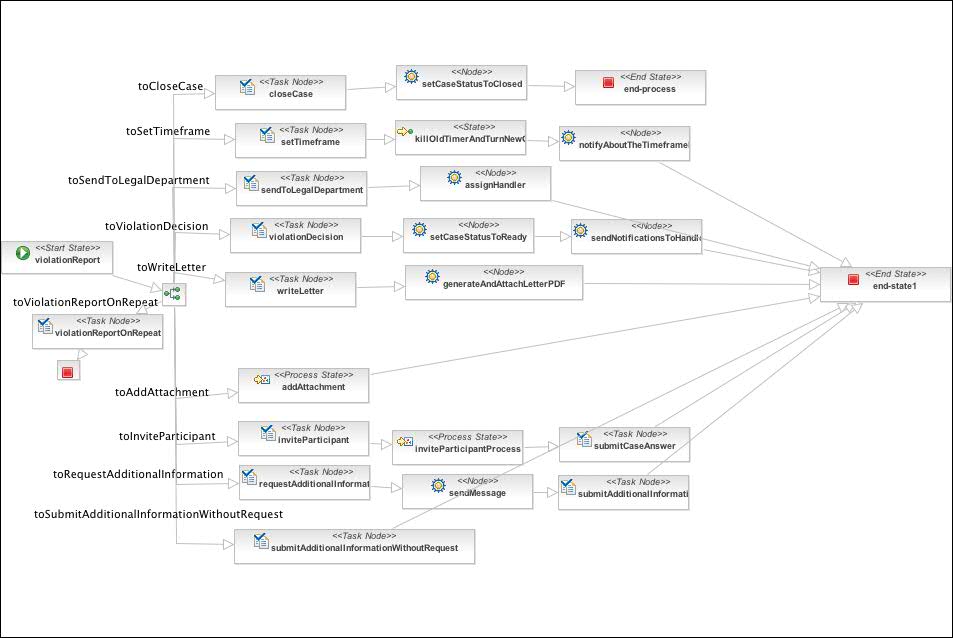 toCloseCase
<<Task Node>>
closeCase
<<Node>>
setCaseStatusToClosed
<<End State>>
end-process
toSetTimeframe
<<Task Node>>
setTimeframe
<<State>>
killOldTimerAndTurnNew
<<Node>>
notifyAboutTheTimeframe
toSendToLegalDepartment
<<Task Node>>
sendToLegalDepartment
<<Node>>
assignHandler
toViolationDecision
<<Task Node>>
violationDecision
<<Node>>
setCaseStatusToReady
<<Node>>
sendNotificationsToHandl
<<Start State>>
violationReport
toWriteLetter
<<Task Node>>
writeLetter
<<Node>>
generateAndAttachLetterPDF
<<End State>>
end-state1
toViolationReportOnRepeat
<<Task Node>>
violationReportOnRepeat
toAddAttachment
<<Process State>>
addAttachment
toInviteParticipant
<<Task Node>>
inviteParticipant
<<Process State>>
inviteParticipantProcess
<<Task Node>>
submitCaseAnswer
toRequestAdditionalInformation
<<Task Node>>
requestAdditionalInformat
<<Node>>
sendMessage
<<Task Node>>
submitAdditionalInformati
toSubmitAdditionalInformationWithoutRequest
<<Task Node>>
submitAdditionalInformationWithoutRequest